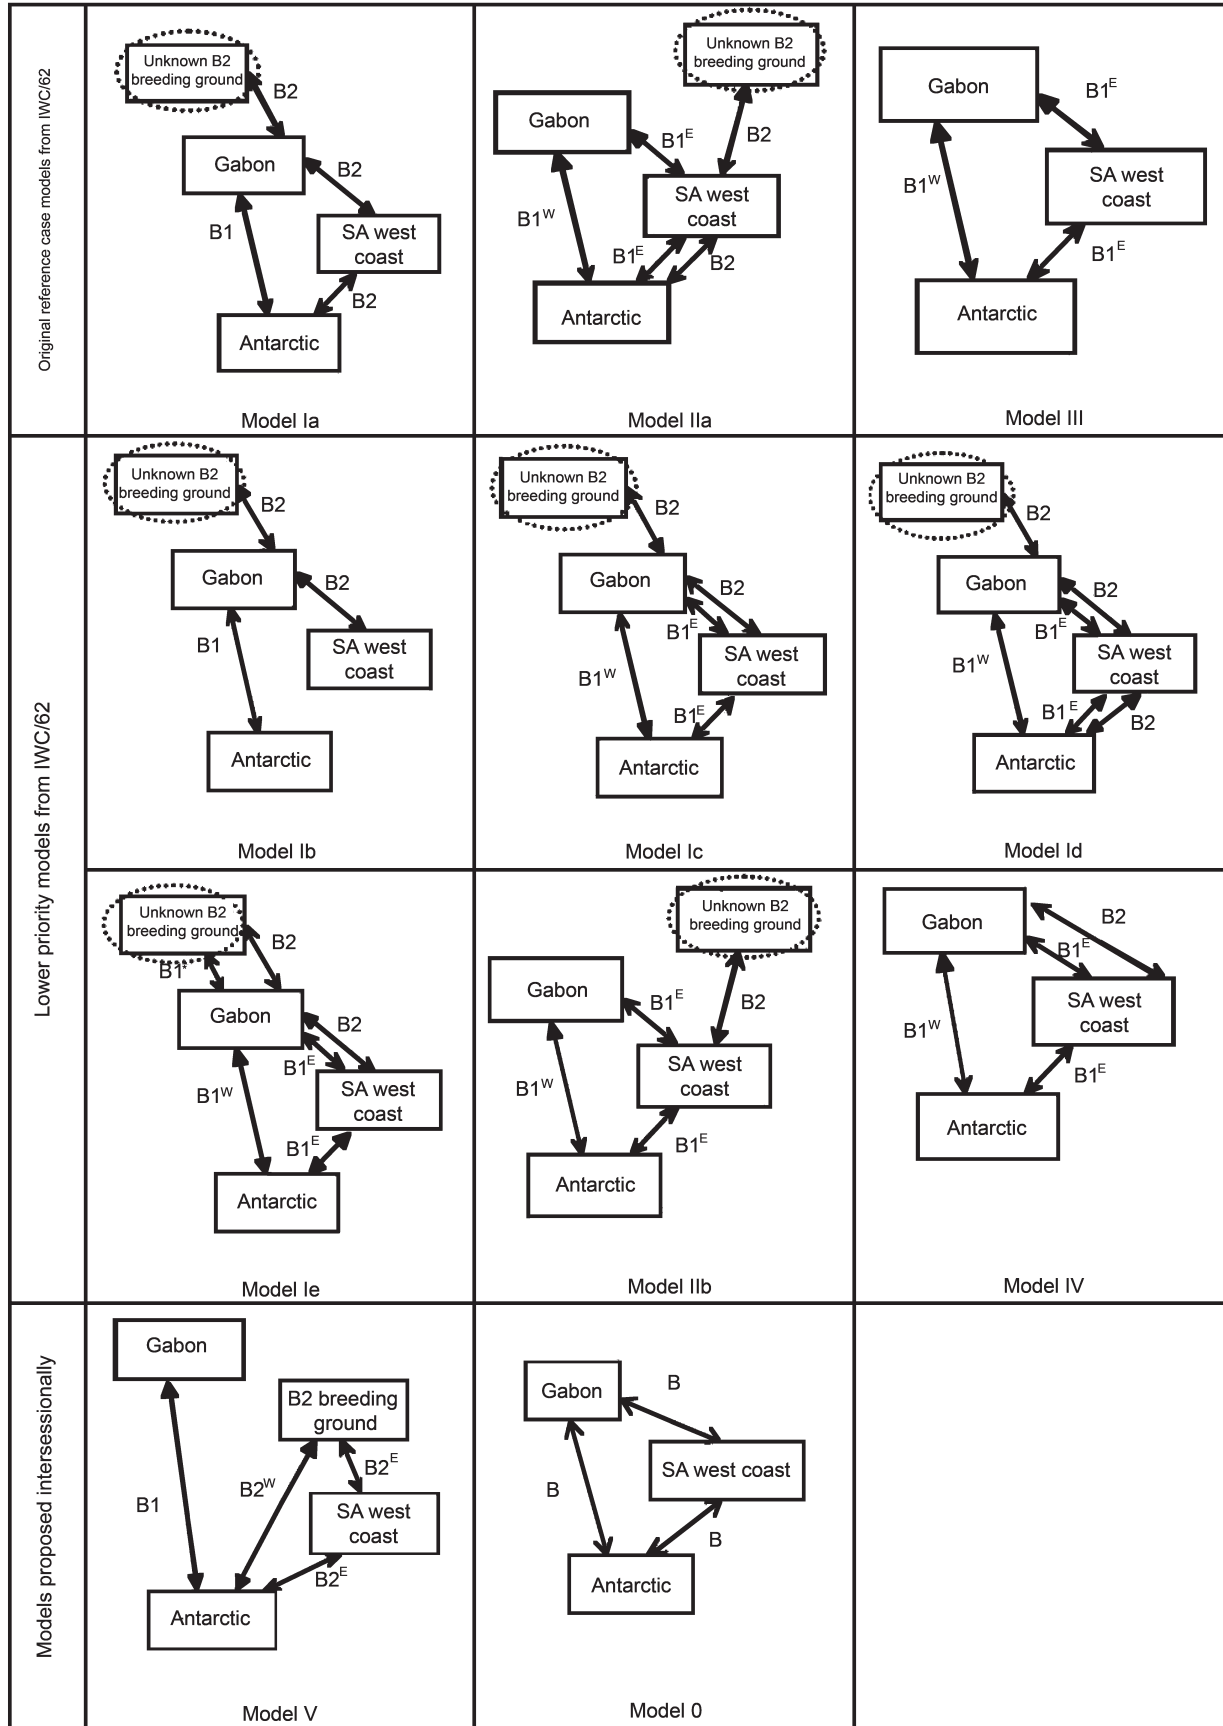 Original reference case models from IWC/62
Unknown B2
breeding ground
B2
Gabon
B2
B1
SA west
coast
B2
Antarctic
Model Ia
Unknown B2
breeding ground
Gabon
B1ᴱ
B2
SA west
coast
B1ᵂ
B1ᴱ
B2
Antarctic
Model IIa
Gabon
B1ᴱ
B1ᵂ
SA west
coast
B1ᴱ
Antarctic
Model III
Lower priority models from IWC/62
Unknown B2
breeding ground
B2
Gabon
B2
B1
SA west
coast
Antarctic
Model Ib
Unknown B2
breeding ground
B2
Gabon
B2
B1ᴱ
SA west
coast
B1ᵂ
B1ᴱ
Antarctic
Model Ic
Unknown B2
breeding ground
B2
Gabon
B2
B1ᴱ
SA west
coast
B1ᵂ
B1ᴱ
B2
Antarctic
Model Id
Unknown B2
breeding ground
B2
B1*
Gabon
B2
B1ᴱ
SA west
coast
B1ᵂ
B1ᴱ
Antarctic
Model Ie
Unknown B2
breeding ground
Gabon
B1ᴱ
B2
SA west
coast
B1ᵂ
B1ᴱ
Antarctic
Model IIb
Gabon
B2
B1ᴱ
SA west
coast
B1ᵂ
B1ᴱ
Antarctic
Model IV
Models proposed intersessionally
Gabon
B2 breeding
ground
B2ᴱ
B2ᵂ
B1
SA west
coast
B2ᴱ
Antarctic
Model V
Gabon
B
SA west coast
B
B
Antarctic
Model 0